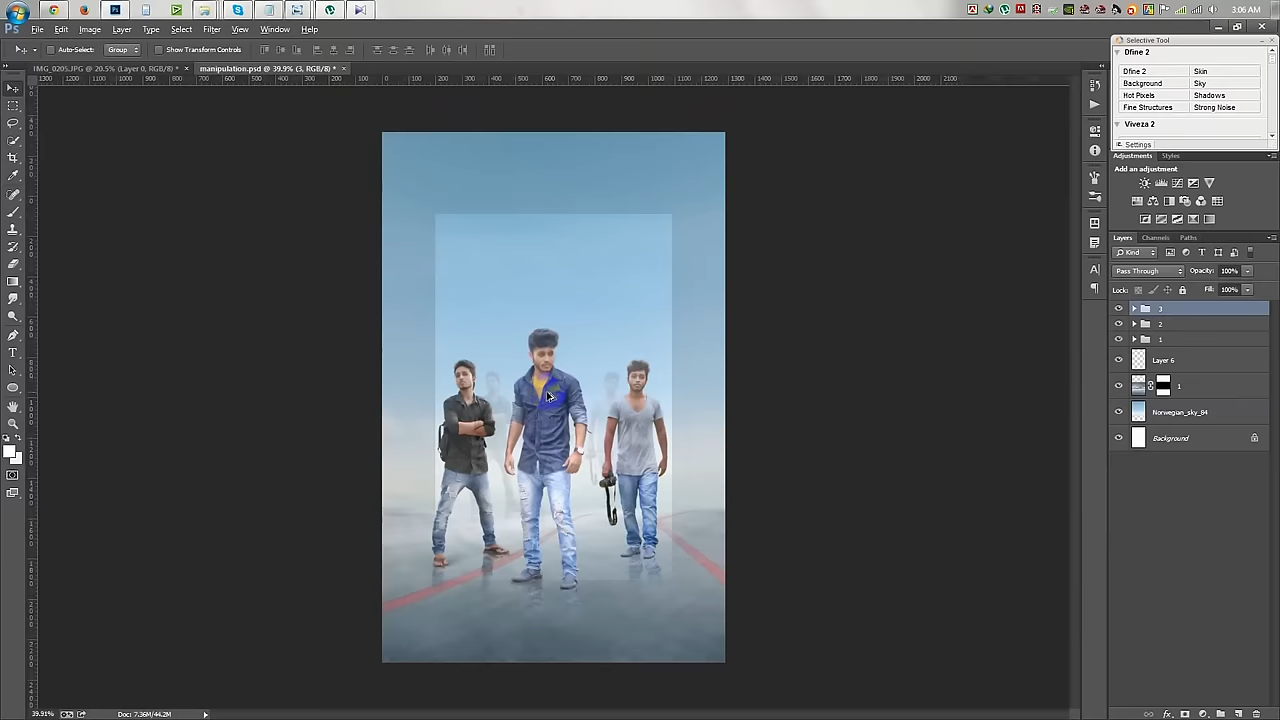 3:06 AM
Ps File Edit Image Layer Type Select Filter View Window Help
Auto-Select: Group Show Transform Controls
IMG_0205.JPG @ 20.5% (Layer 0, RGB/8) * × manipulation.psd @ 39.9% (3, RGB/8) * ×
Selective Tool
Dfine 2
Dfine 2 Skin
Background Sky
Hot Pixels Shadows
Fine Structures Strong Noise
Viveza 2
Settings
Adjustments Styles
Add an adjustment
Layers Channels Paths
Kind
Pass Through Opacity: 100%
Lock: Fill: 100%
3
2
1
Layer 6
1
Norwegian_sky_84
Background
39.91% Doc: 7.36M/44.2M